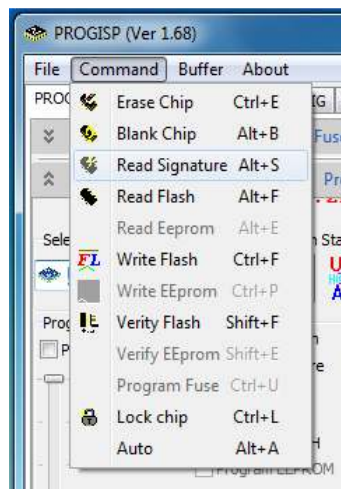 PROGISP (Ver 1.68)
File Command Buffer About
Erase Chip Ctrl+E
Blank Chip Alt+B
Read Signature Alt+S
Read Flash Alt+F
Read Eeprom Alt+E
FL Write Flash Ctrl+F
Write EEprom Ctrl+P
Verity Flash Shift+F
Verify EEprom Shift+E
Program Fuse Ctrl+U
Lock chip Ctrl+L
Auto Alt+A